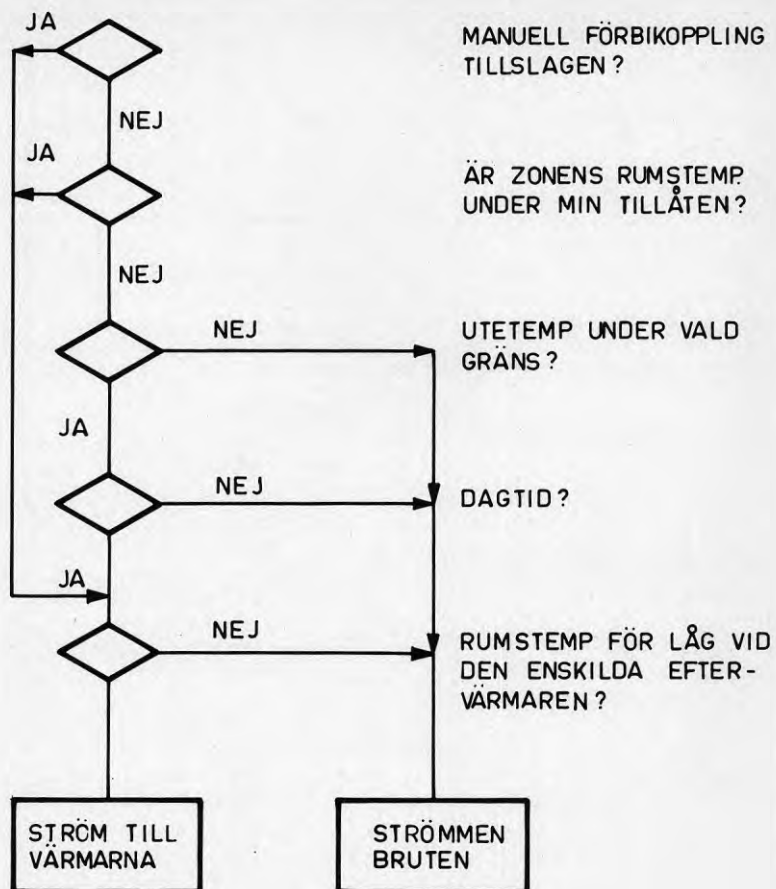 JA
MANUELL FÖRBIKOPPLING
TILLSLAGEN?
NEJ
JA
ÄR ZONENS RUMSTEMP.
UNDER MIN TILLÅTEN?
NEJ
NEJ
UTETEMP UNDER VALD
GRÄNS?
JA
NEJ
DAGTID?
JA
NEJ
RUMSTEMP FÖR LÅG VID
DEN ENSKILDA EFTER-
VÄRMAREN?
STRÖM TILL
VÄRMARNA
STRÖMMEN
BRUTEN